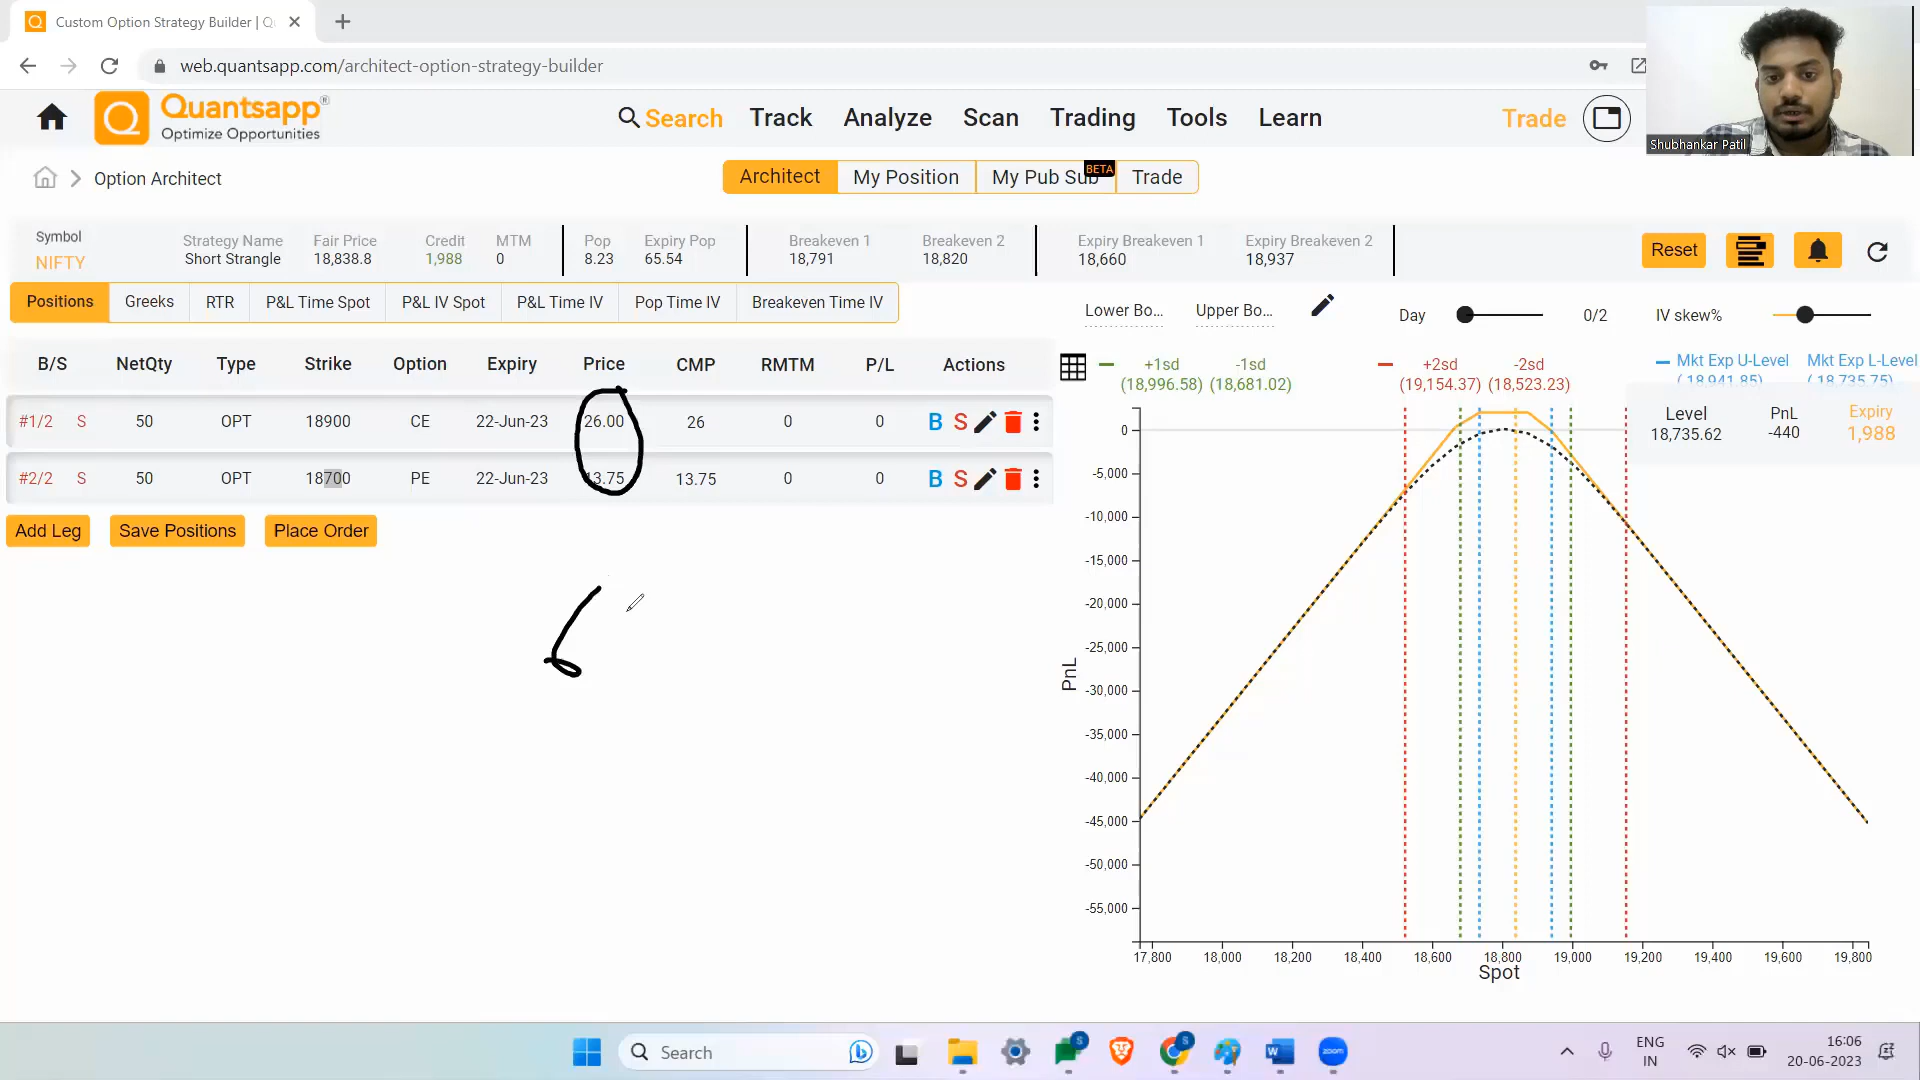 Custom Option Strategy Builder | Q
web.quantsapp.com/architect-option-strategy-builder
Quantsapp®
Optimize Opportunities
Search Track Analyze Scan Trading Tools Learn
Trade
Shubhankar Patil
Option Architect
Architect My Position My Pub Sub BETA Trade
Symbol Strategy Name Fair Price Credit MTM Pop Expiry Pop Breakeven 1 Breakeven 2 Expiry Breakeven 1 Expiry Breakeven 2
NIFTY Short Strangle 18,838.8 1,988 0 8.23 65.54 18,791 18,820 18,660 18,937
Reset
Positions Greeks RTR P&L Time Spot P&L IV Spot P&L Time IV Pop Time IV Breakeven Time IV
Lower Bo... Upper Bo... Day 0/2 IV skew%
B/S NetQty Type Strike Option Expiry Price CMP RMTM P/L Actions
#1/2 S 50 OPT 18900 CE 22-Jun-23 26.00 26 0 0 B S
#2/2 S 50 OPT 18700 PE 22-Jun-23 13.75 13.75 0 0 B S
Add Leg Save Positions Place Order
+1sd -1sd +2sd -2sd Mkt Exp U-Level Mkt Exp L-Level
(18,996.58) (18,681.02) (19,154.37) (18,523.23) (18,941.85) (18,735.75)
Level PnL Expiry
18,735.62 -440 1,988
PnL
0
-5,000
-10,000
-15,000
-20,000
-25,000
-30,000
-35,000
-40,000
-45,000
-50,000
-55,000
17,800 18,000 18,200 18,400 18,600 18,800 19,000 19,200 19,400 19,600 19,800
Spot
Search
S
S
zoom
ENG
IN
16:06
20-06-2023